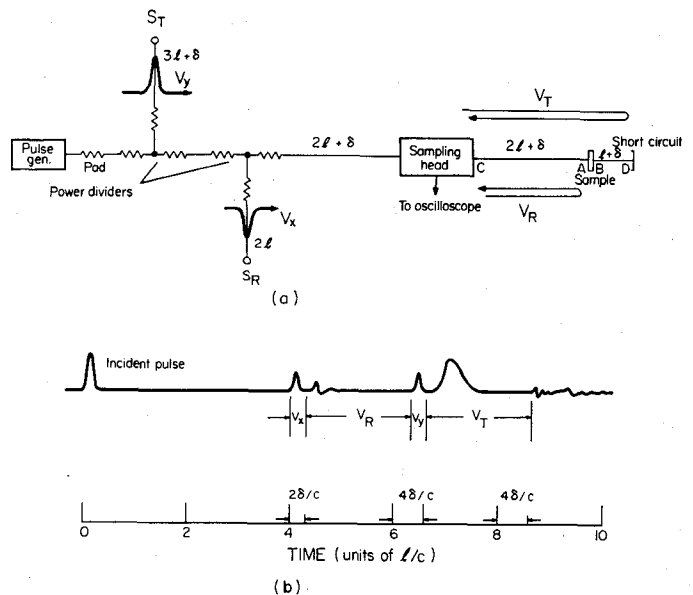 S_T
3ℓ+δ
V_y
V_T
Pulse gen.
Pad
Power dividers
2ℓ+δ
Sampling head
C
2ℓ+δ
A B ℓ+δ D
Short circuit
Sample
To oscilloscope
V_R
V_x
2ℓ
S_R
(a)
Incident pulse
V_x V_R V_y V_T
2δ/c 4δ/c 4δ/c
0 2 4 6 8 10
TIME (units of ℓ/c)
(b)